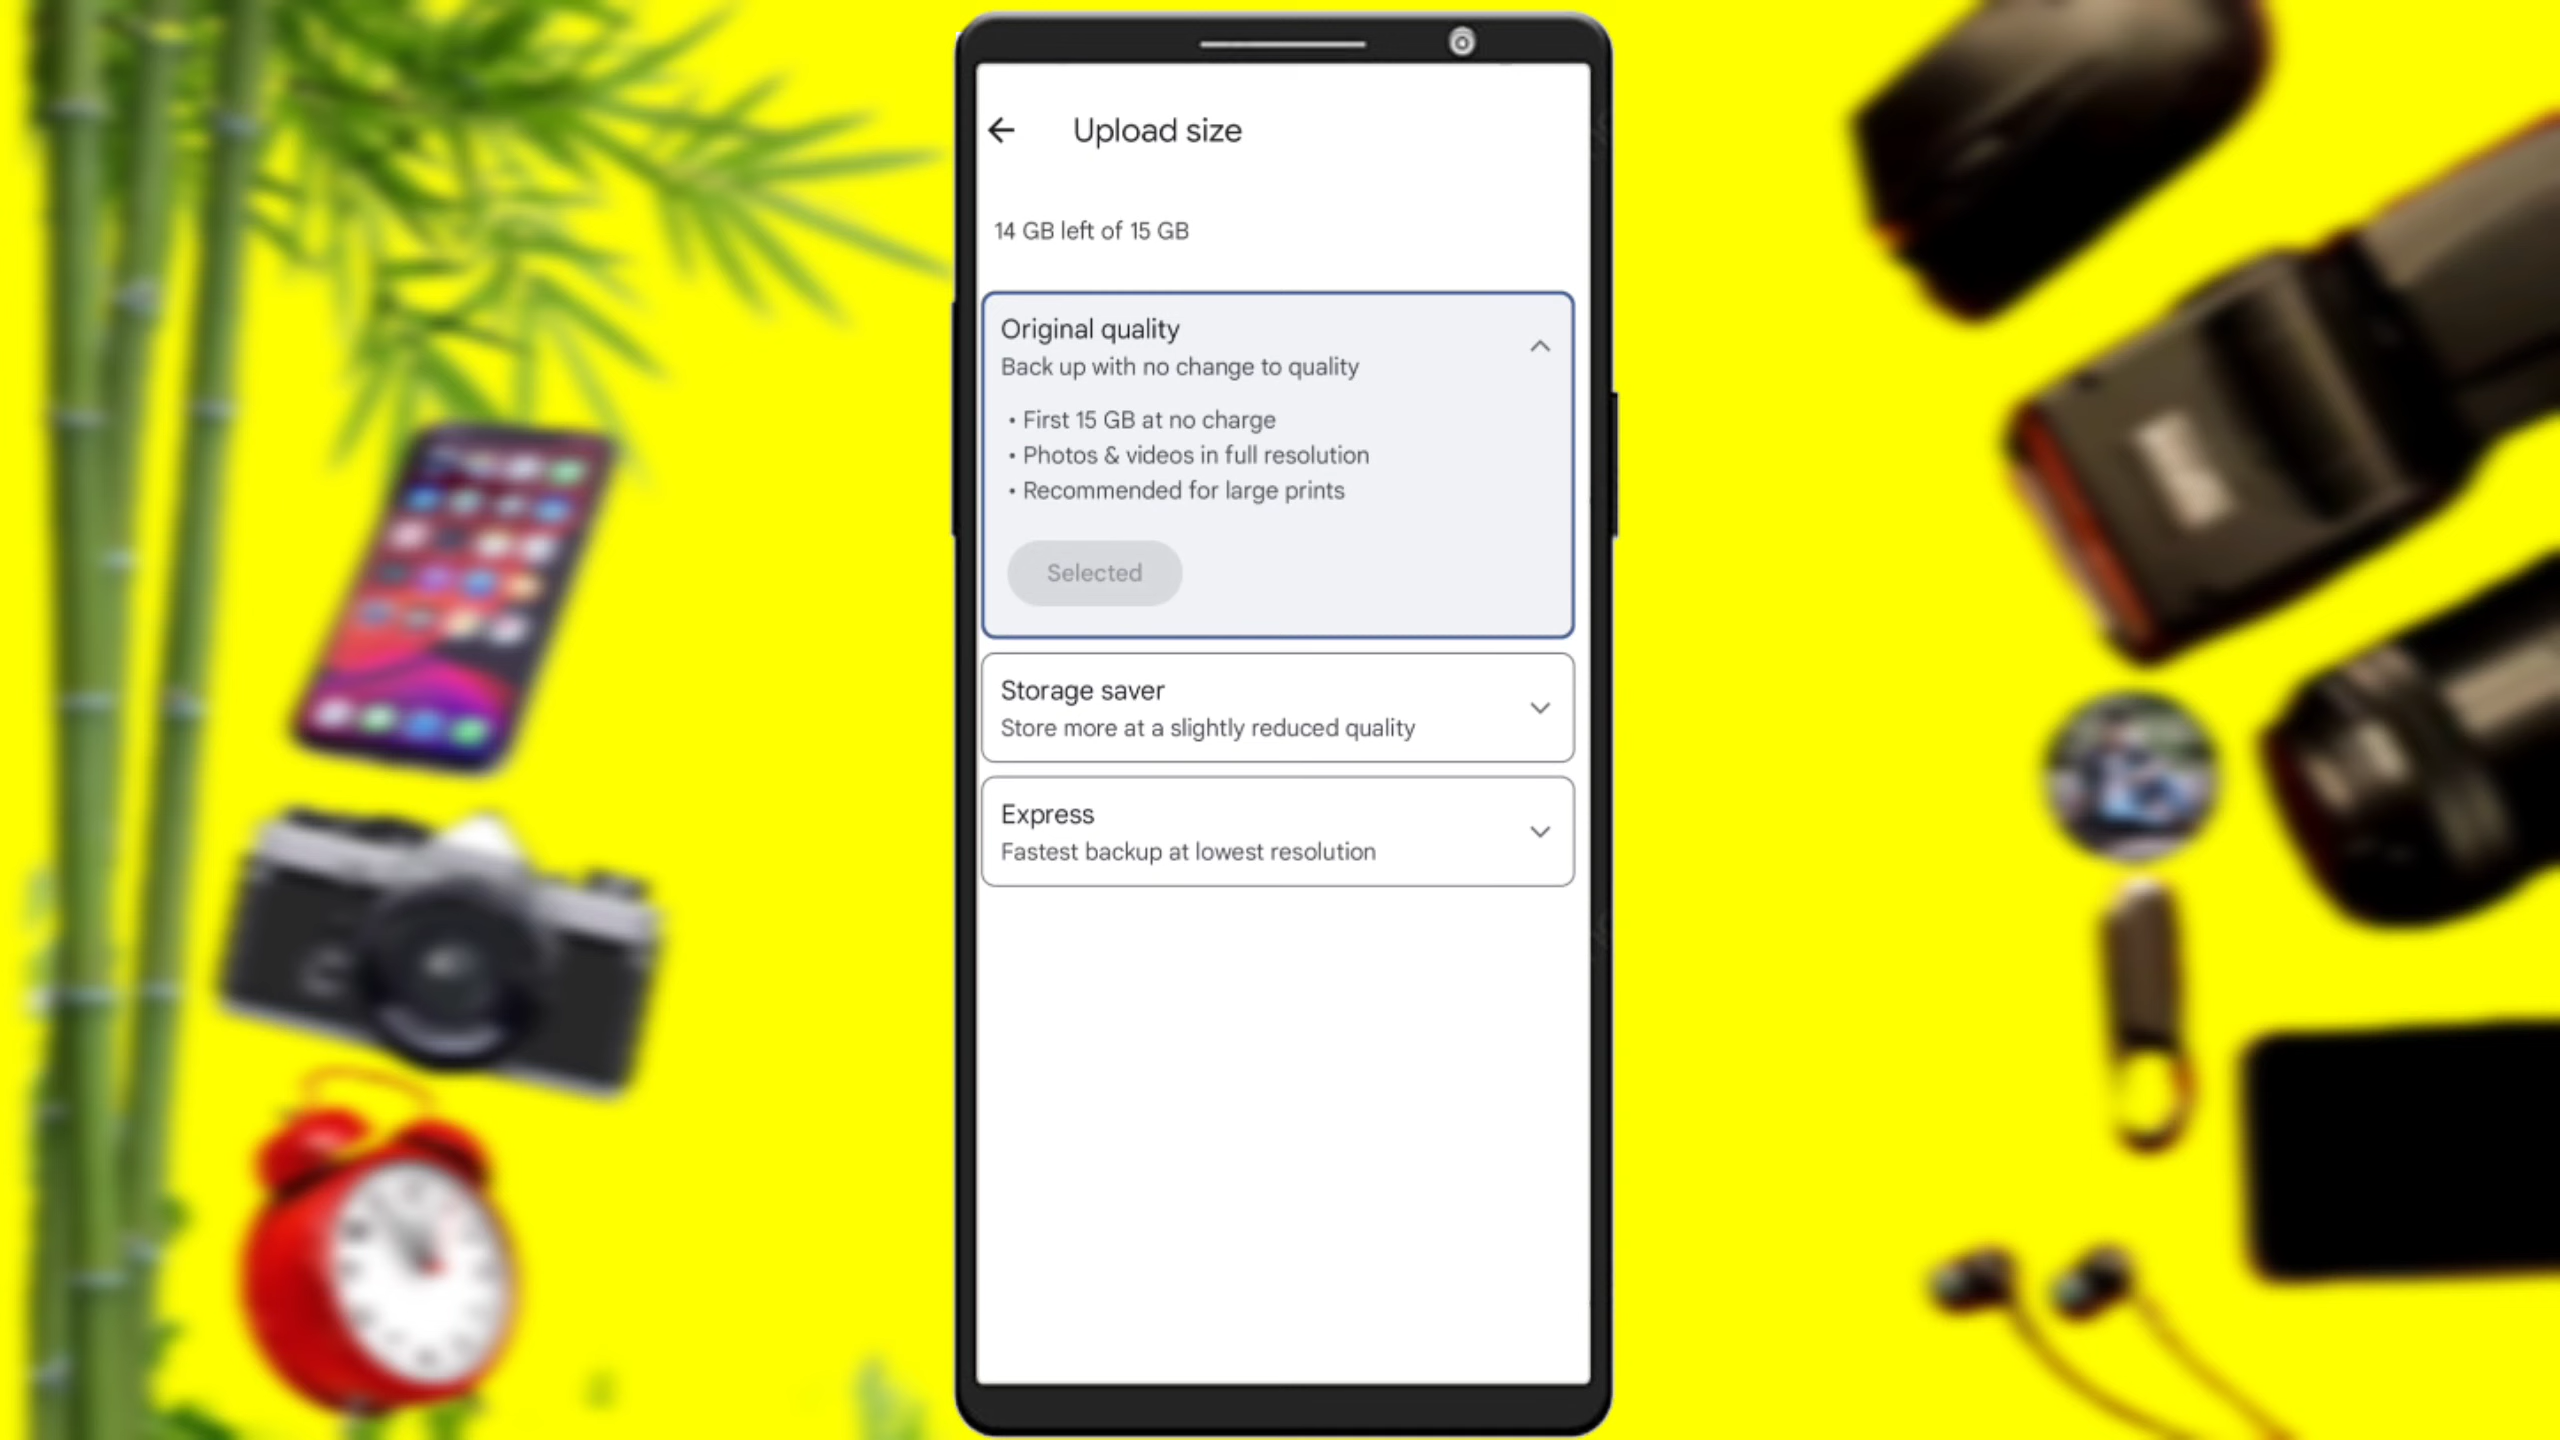 Upload size
14 GB left of 15 GB
Original quality
Back up with no change to quality
• First 15 GB at no charge
• Photos & videos in full resolution
• Recommended for large prints
Selected
Storage saver
Store more at a slightly reduced quality
Express
Fastest backup at lowest resolution